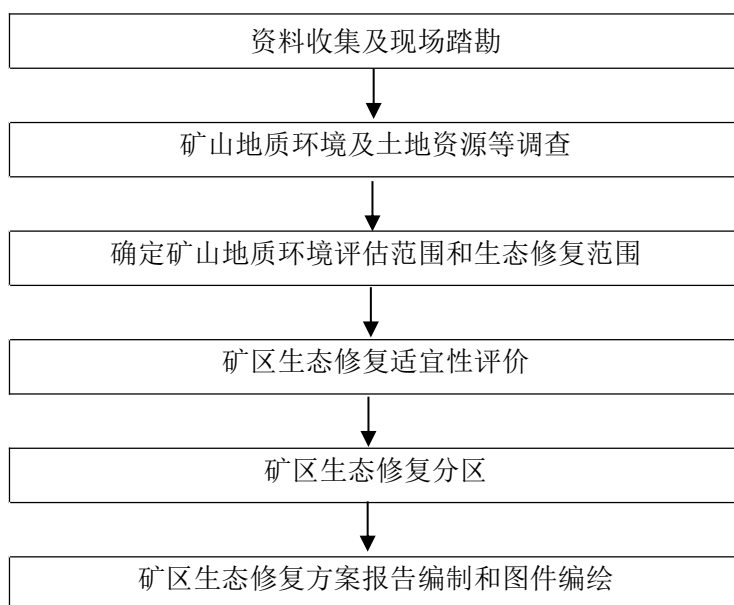 资料收集及现场踏勘
矿山地质环境及土地资源等调查
确定矿山地质环境评估范围和生态修复范围
矿区生态修复适宜性评价
矿区生态修复分区
矿区生态修复方案报告编制和图件编绘